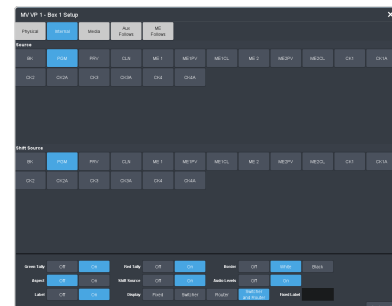 MV VP 1 - Box 1 Setup
Physical Internal Media Aux Follows ME Follows
Source
BK PGM PRV CLN ME 1 ME1PV ME1CL ME 2 ME2PV ME2CL CK1 CK1A
CK2 CK2A CK3 CK3A CK4 CK4A
Shift Source
BK PGM PRV CLN ME 1 ME1PV ME1CL ME 2 ME2PV ME2CL CK1 CK1A
CK2 CK2A CK3 CK3A CK4 CK4A
Green Tally Off On Red Tally Off On Border Off White Black
Aspect Off On Shift Source Off On Audio Levels Off On
Label Off On Display Fixed Switcher Router Switcher and Router Fixed Label